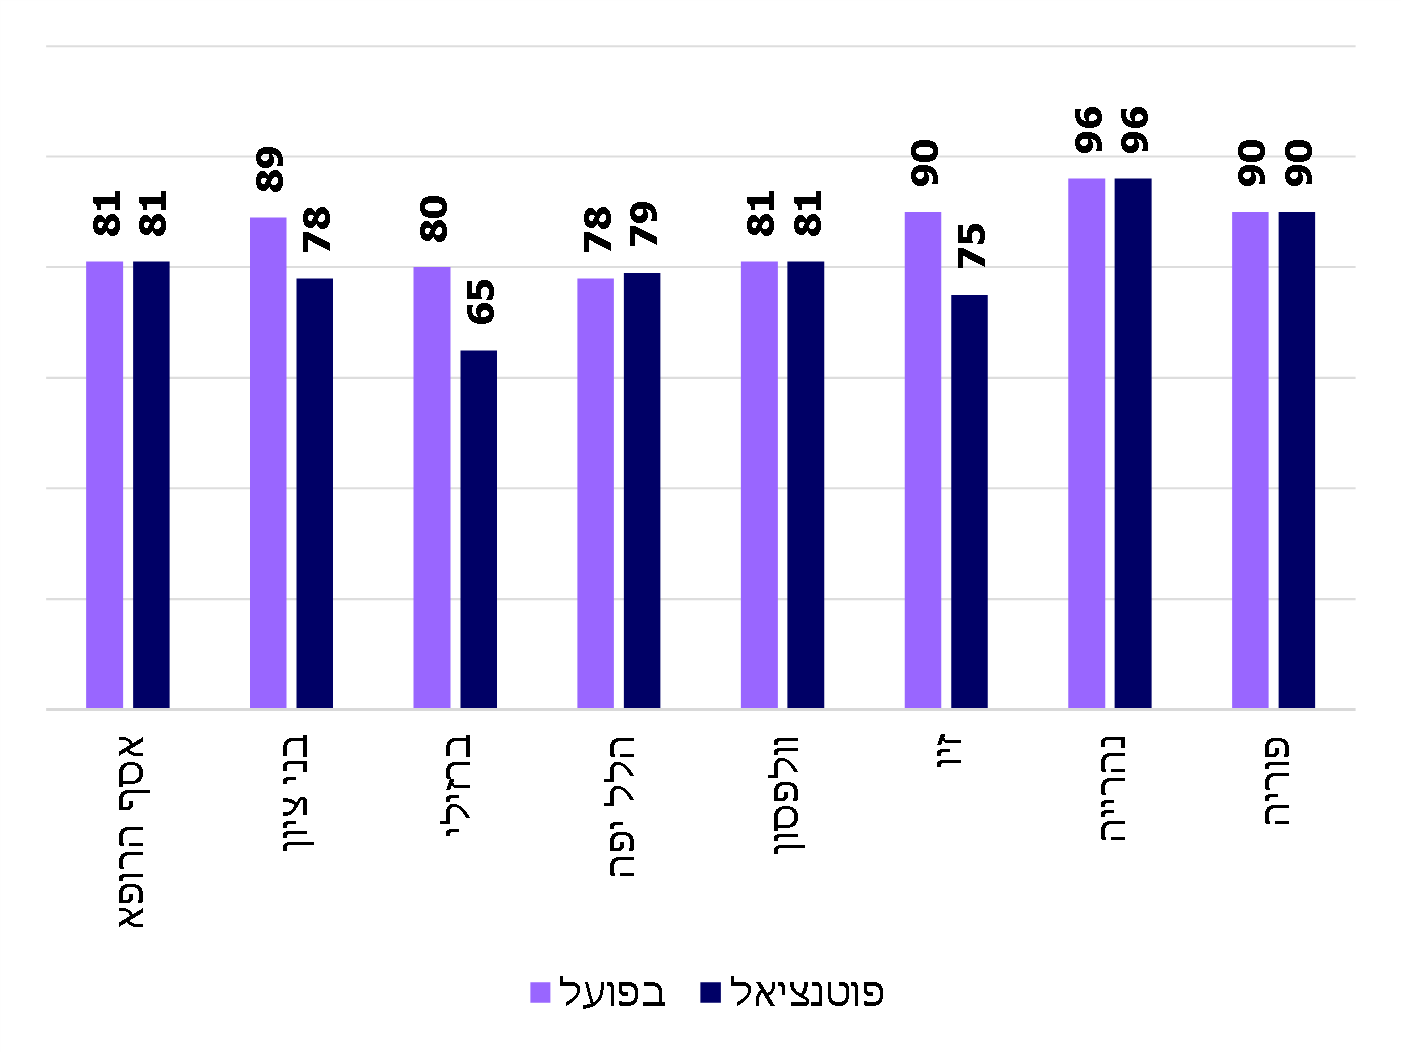 81 81
89 78
80 65
78 79
81 81
90 75
96 96
90 90
אסף הרופא
בני ציון
ברזילי
הלל יפה
וולפסון
זיו
נהרייה
פוריה
בפועל
פוטנציאל